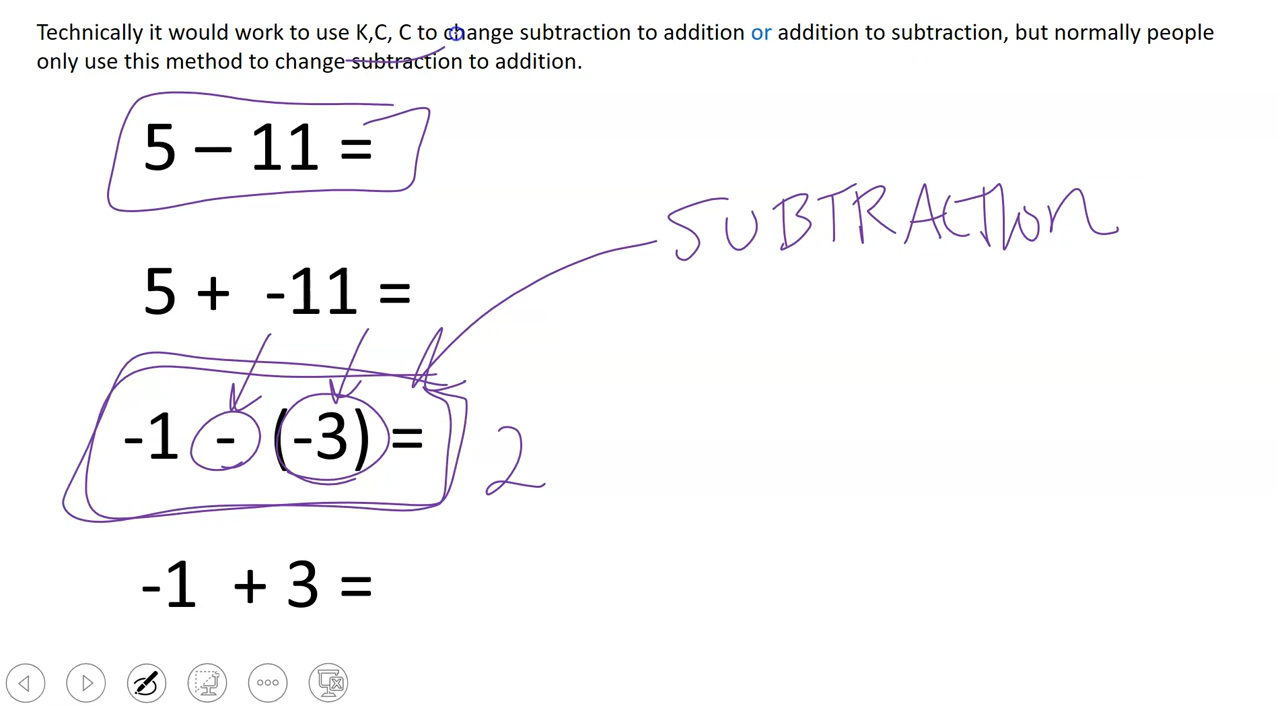 Technically it would work to use K,C, C to change subtraction to addition or addition to subtraction, but normally people
only use this method to change subtraction to addition.
5 – 11 =
SUBTRACTION
5 + -11 =
-1 - (-3) = 2
-1 + 3 =